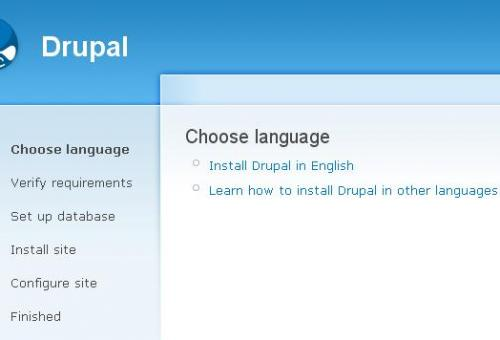 Drupal
Choose language
Verify requirements
Set up database
Install site
Configure site
Finished
Choose language
Install Drupal in English
Learn how to install Drupal in other languages